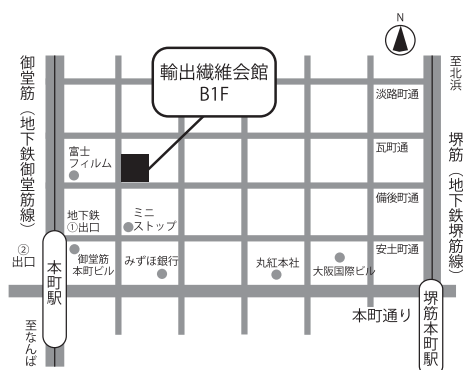 N
輸出繊維会館
B1F
御堂筋（地下鉄御堂筋線）
至北浜
淡路町通
堺筋（地下鉄堺筋線）
瓦町通
富士
フィルム
備後町通
地下鉄
①出口
ミニ
ストップ
安土町通
②
出口
御堂筋
本町ビル
みずほ銀行
丸紅本社
大阪国際ビル
本町駅
本町通り
堺筋本町駅
至なんば